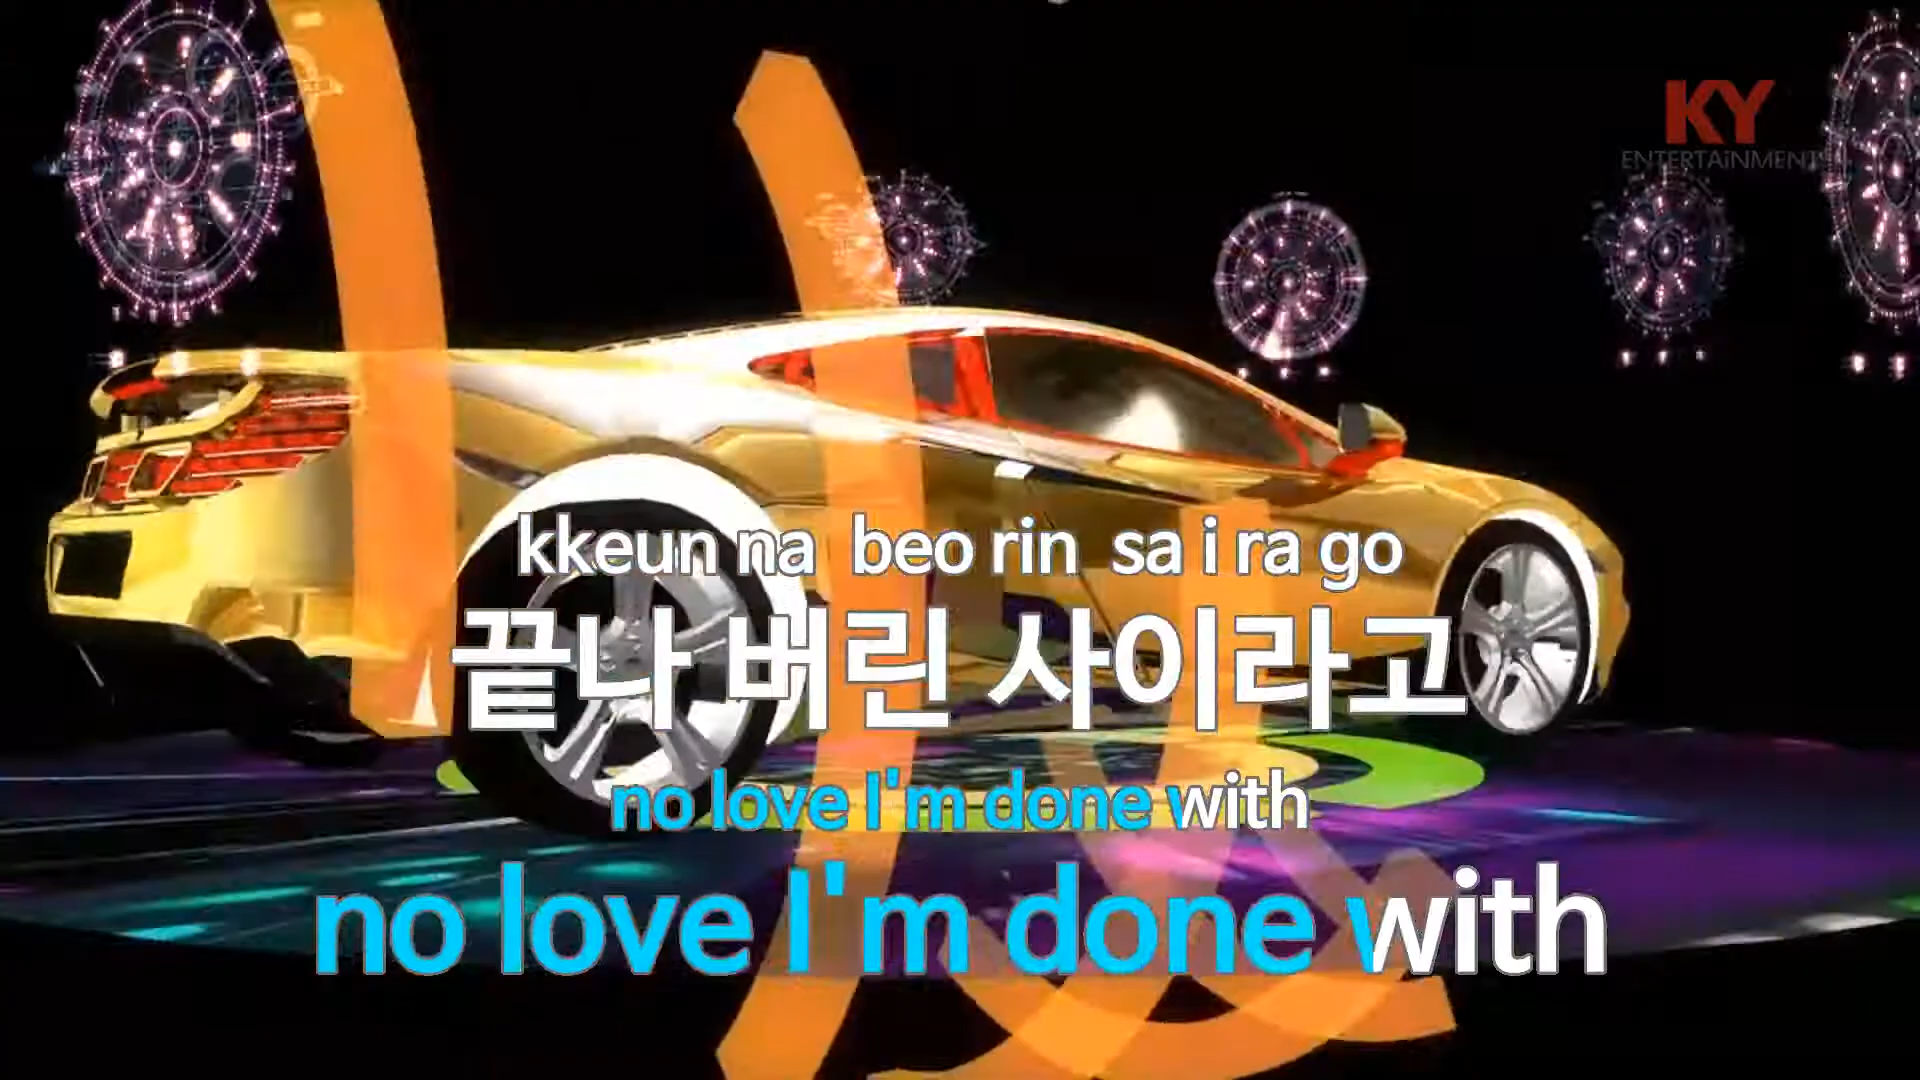 KY
ENTERTAiNMENT
kkeun na beo rin sa i ra go
끝나 버린 사이라고
no love I'm done with
no love I'm done with